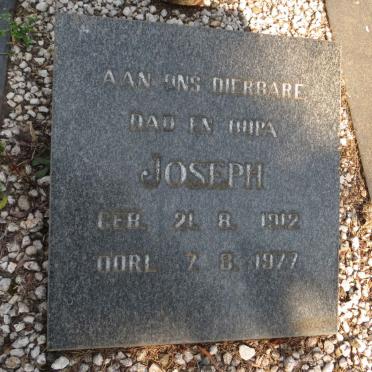 AAN ONS DIERBARE
DAD EN OUPA
JOSEPH
GEB. 21. 8. 1912
OORL. 7. 8. 1977